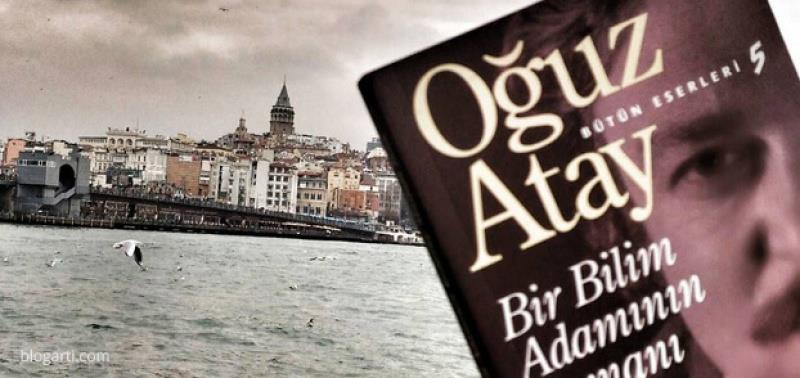 Oğuz
Atay
BÜTÜN ESERLERİ 5
Bir Bilim
Adamının
blogarti.com